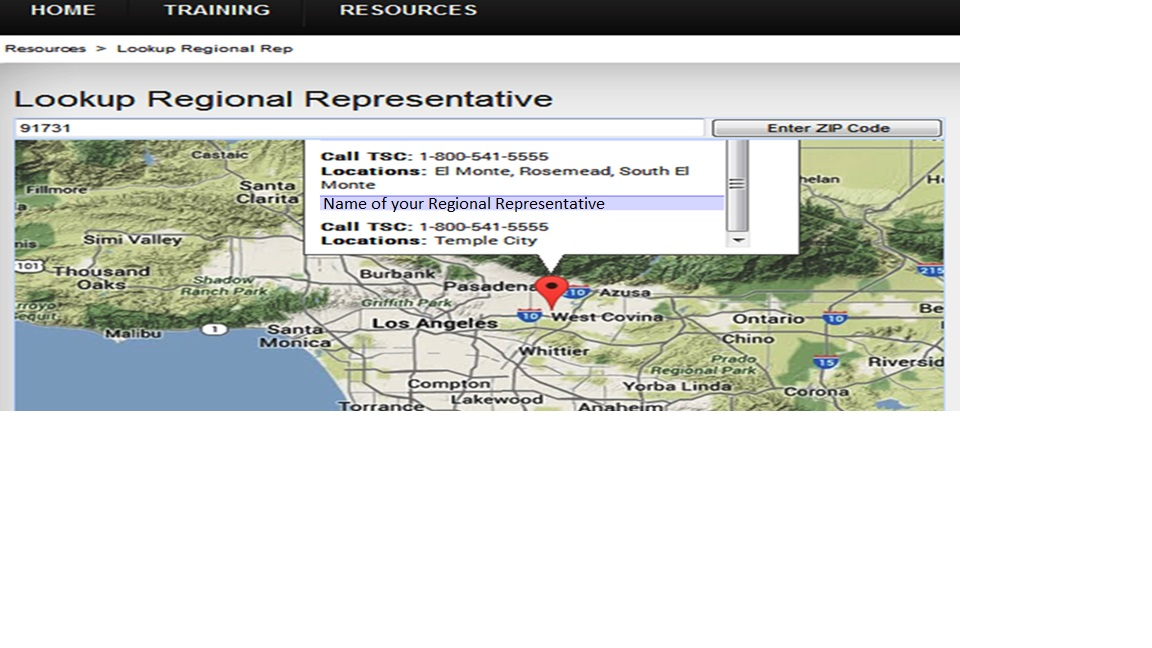 HOME TRAINING RESOURCES
Resources > Lookup Regional Rep
Lookup Regional Representative
91731 Enter ZIP Code
Call TSC: 1-800-541-5555
Locations: El Monte, Rosemead, South El
Monte
Name of your Regional Representative
Call TSC: 1-800-541-5555
Locations: Temple City
Castaic
Fillmore
Santa
Clarita
Simi Valley
101
Thousand
Oaks
Shadow
Ranch Park
Burbank
Pasadena
10
Azusa
215
Griffith Park
10
West Covina
Malibu
1
Santa
Monica
Los Angeles
Ontario
10
Chino
Whittier
Prado
Regional Park
15
Riversid
Compton
Yorba Linda
Corona
Lakewood
Torrance
Anaheim